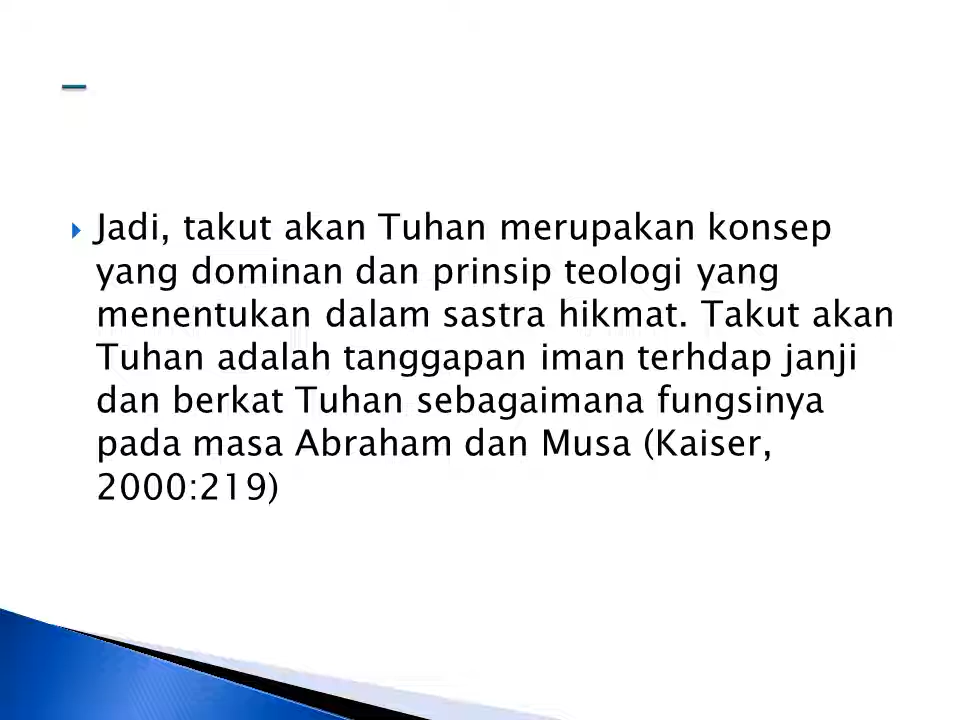 –
Jadi, takut akan Tuhan merupakan konsep
yang dominan dan prinsip teologi yang
menentukan dalam sastra hikmat. Takut akan
Tuhan adalah tanggapan iman terhdap janji
dan berkat Tuhan sebagaimana fungsinya
pada masa Abraham dan Musa (Kaiser,
2000:219)